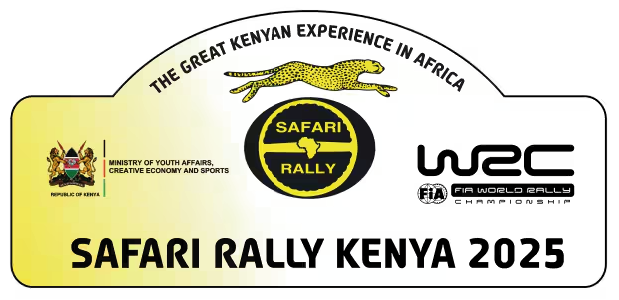 THE GREAT KENYAN EXPERIENCE IN AFRICA
SAFARI
RALLY
REPUBLIC OF KENYA
MINISTRY OF YOUTH AFFAIRS,
CREATIVE ECONOMY AND SPORTS
WRC
FIA
FIA WORLD RALLY
CHAMPIONSHIP
SAFARI RALLY KENYA 2025